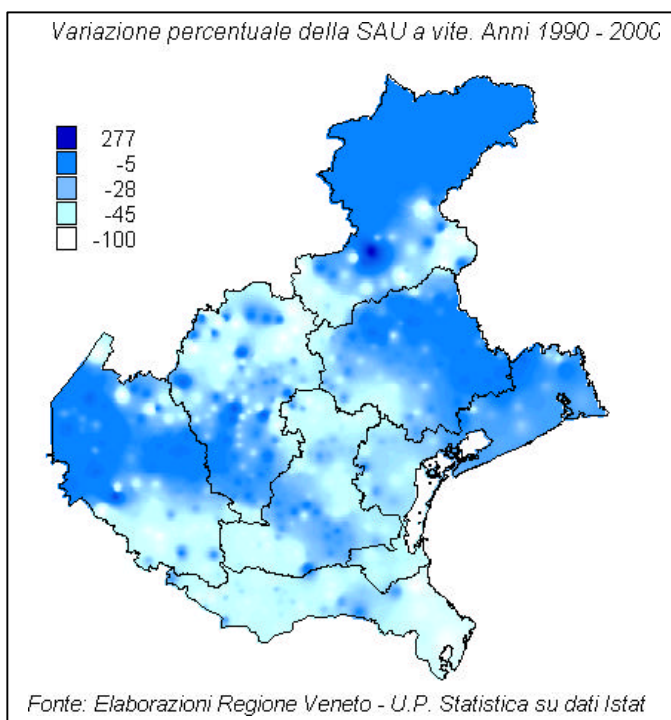 Variazione percentuale della SAU a vite. Anni 1990 - 2000
277
-5
-28
-45
-100
Fonte: Elaborazioni Regione Veneto - U.P. Statistica su dati Istat